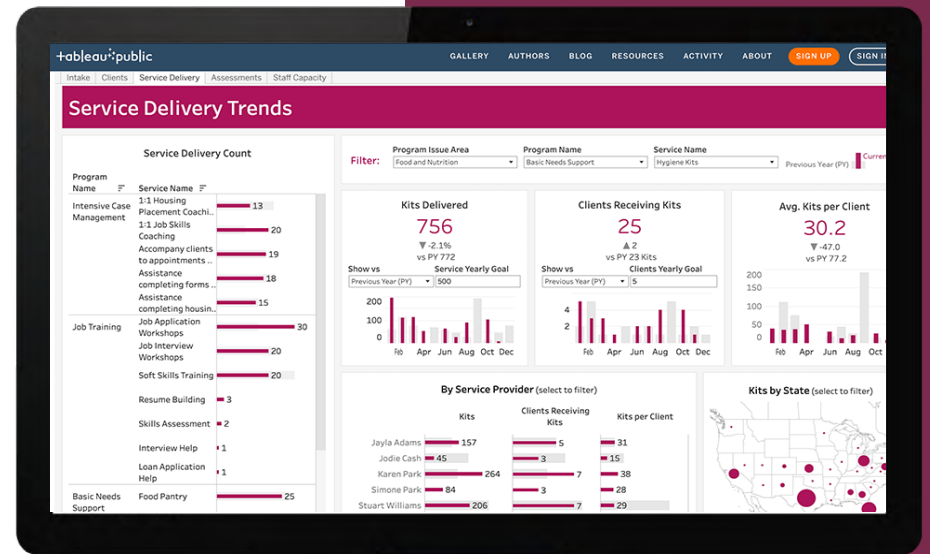 +ableau+public
GALLERY AUTHORS BLOG RESOURCES ACTIVITY ABOUT SIGN UP SIGN IN
Intake Clients Service Delivery Assessments Staff Capacity
Service Delivery Trends
Service Delivery Count
Program Name Service Name
Intensive Case Management
1:1 Housing Placement Coachi.. 13
1:1 Job Skills Coaching 20
Accompany clients to appointments .. 19
Assistance completing forms .. 18
Assistance completing housin.. 15
Job Training
Job Application Workshops 30
Job Interview Workshops 20
Soft Skills Training 20
Resume Building 3
Skills Assessment 2
Interview Help 1
Loan Application Help 1
Basic Needs Support
Food Pantry 25
Filter:
Program Issue Area
Food and Nutrition
Program Name
Basic Needs Support
Service Name
Hygiene Kits
Previous Year (PY)
Kits Delivered
756
▼ -2.1%
vs PY 772
Show vs Service Yearly Goal
Previous Year (PY) 500
200
100
0
Feb Apr Jun Aug Oct Dec
Clients Receiving Kits
25
▲ 2
vs PY 23 Kits
Show vs Clients Yearly Goal
Previous Year (PY) 5
4
2
Feb Apr Jun Aug Oct Dec
Avg. Kits per Client
30.2
▼ -47.0
vs PY 77.2
200
150
100
50
0
Feb Apr Jun Aug Oct
By Service Provider (select to filter)
Kits Clients Receiving Kits Kits per Client
Jayla Adams 157 5 31
Jodie Cash 45 3 15
Karen Park 264 7 38
Simone Park 84 3 28
Stuart Williams 206 7 29
Kits by State (select to filter)